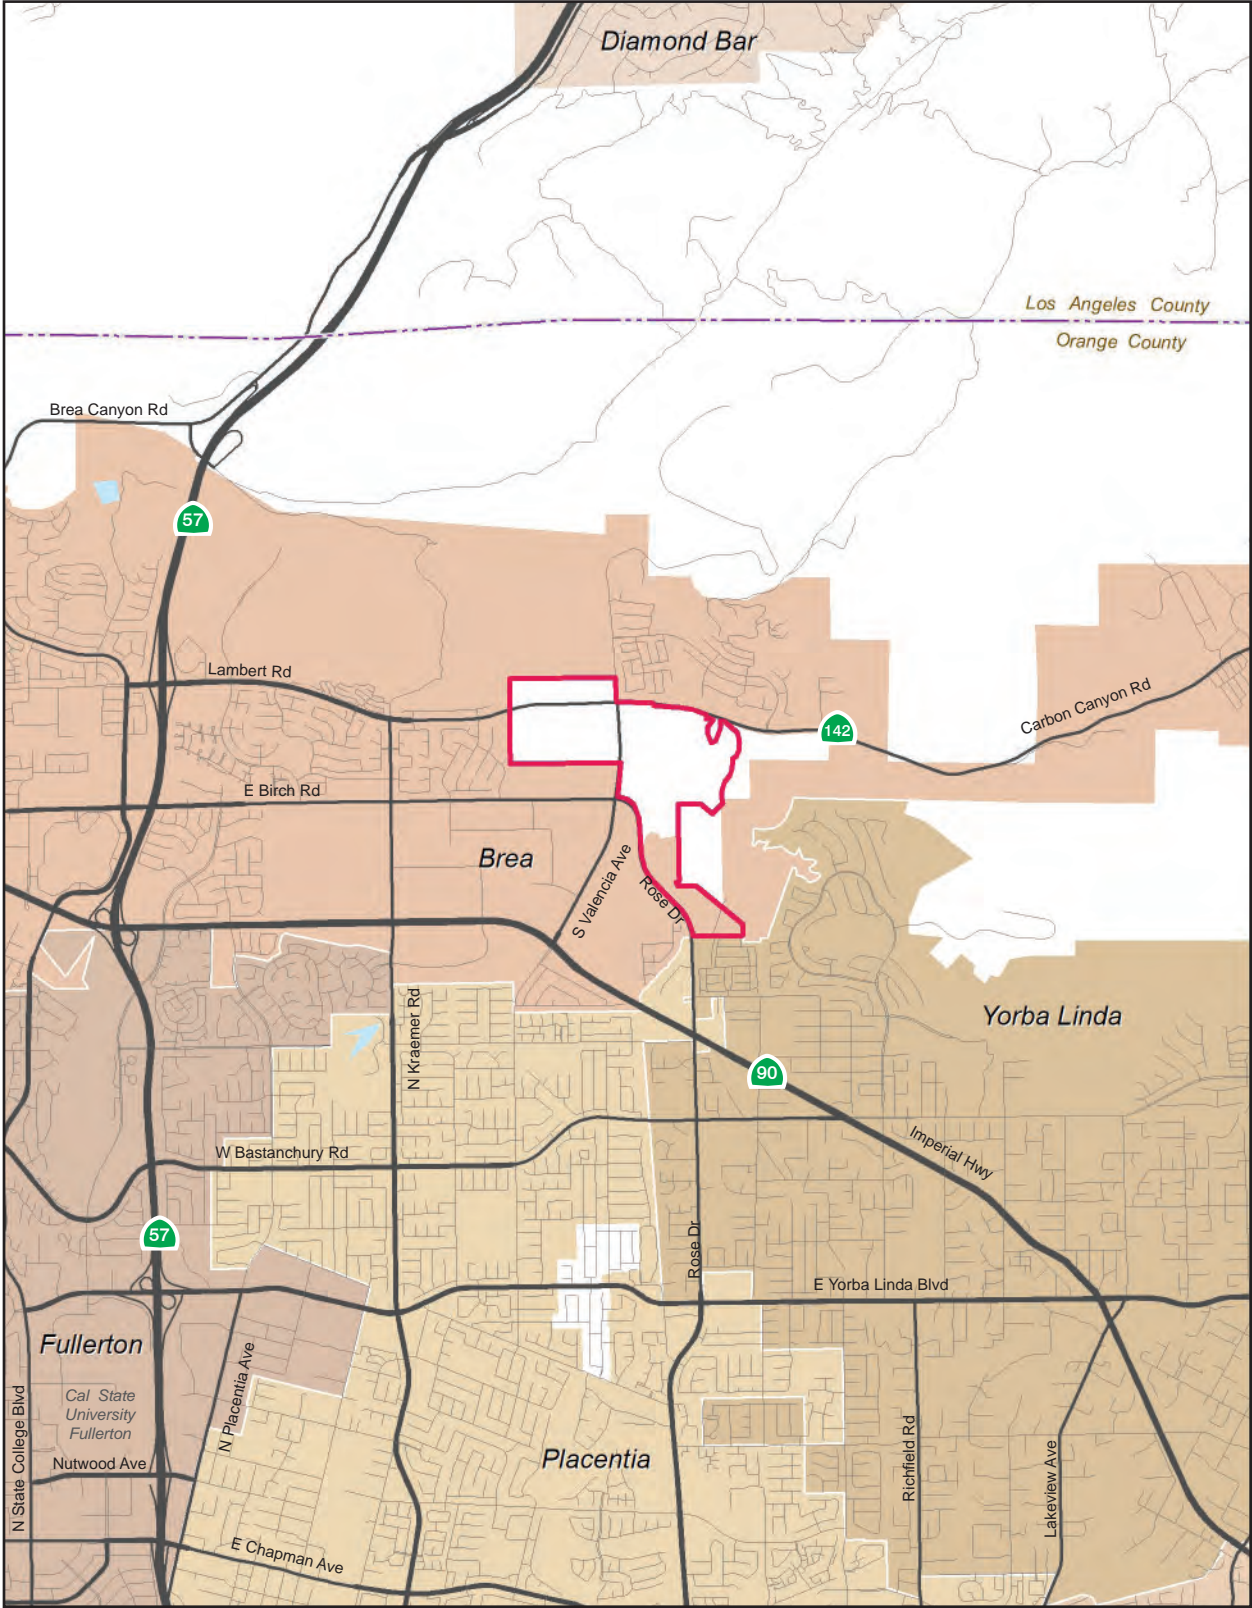 Diamond Bar
Los Angeles County
Orange County
Brea Canyon Rd
57
Lambert Rd
Carbon Canyon Rd
142
E Birch Rd
Brea
S Valencia Ave
Rose Dr
N Kraemer Rd
Yorba Linda
90
Imperial Hwy
W Bastanchury Rd
57
Rose Dr
E Yorba Linda Blvd
Fullerton
N Placentia Ave
Cal State
University
Fullerton
N State College Blvd
Nutwood Ave
Placentia
Richfield Rd
Lakeview Ave
E Chapman Ave